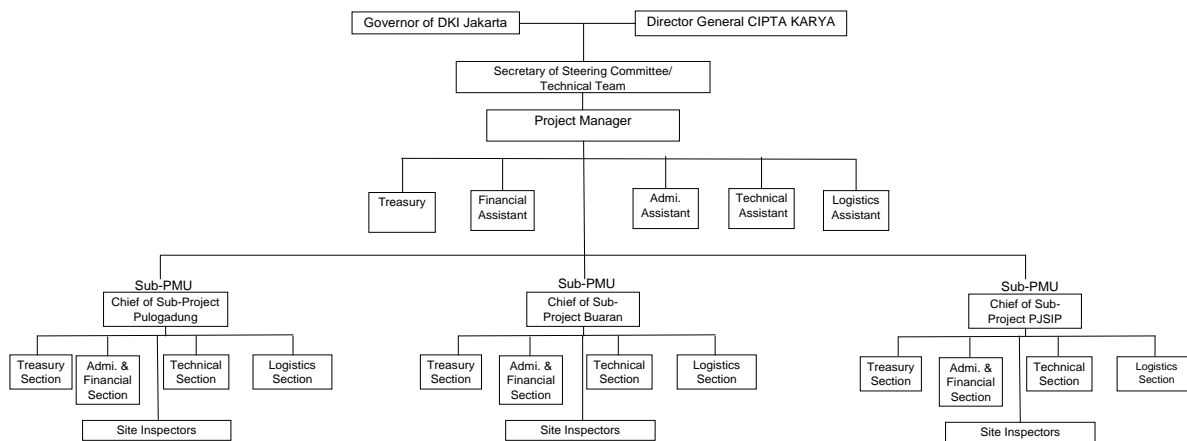 Governor of DKI Jakarta
Director General CIPTA KARYA
Secretary of Steering Committee/
Technical Team
Project Manager
Treasury
Financial
Assistant
Admi.
Assistant
Technical
Assistant
Logistics
Assistant
Sub-PMU
Chief of Sub-Project
Pulogadung
Treasury
Section
Admi. &
Financial
Section
Technical
Section
Logistics
Section
Site Inspectors
Sub-PMU
Chief of Sub-
Project Buaran
Treasury
Section
Admi. &
Financial
Section
Technical
Section
Logistics
Section
Site Inspectors
Sub-PMU
Chief of Sub-
Project PJSIP
Treasury
Section
Admi. &
Financial
Section
Technical
Section
Logistics
Section
Site Inspectors